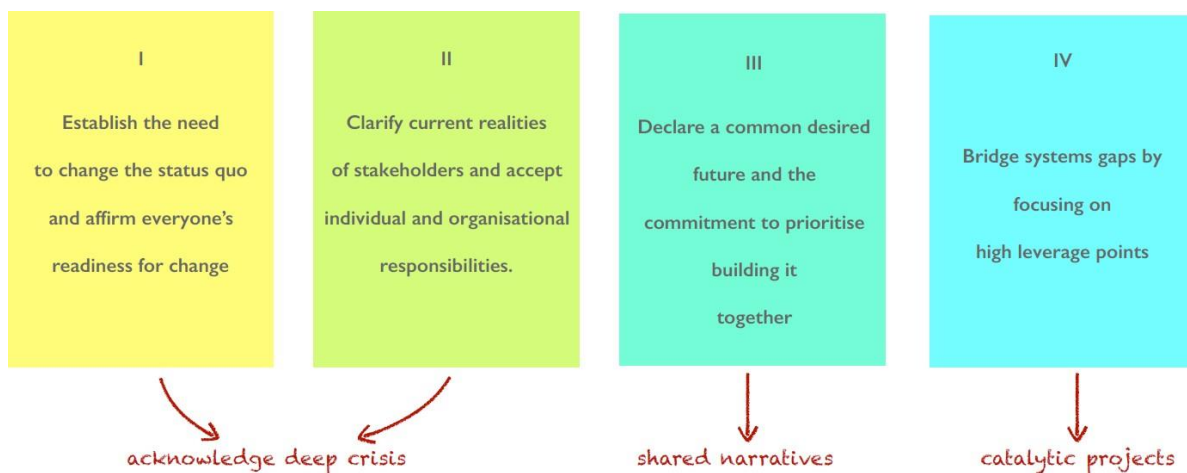 I
Establish the need
to change the status quo
and affirm everyone's
readiness for change
II
Clarify current realities
of stakeholders and accept
individual and organisational
responsibilities.
III
Declare a common desired
future and the
commitment to prioritise
building it
together
IV
Bridge systems gaps by
focusing on
high leverage points
acknowledge deep crisis
shared narratives
catalytic projects